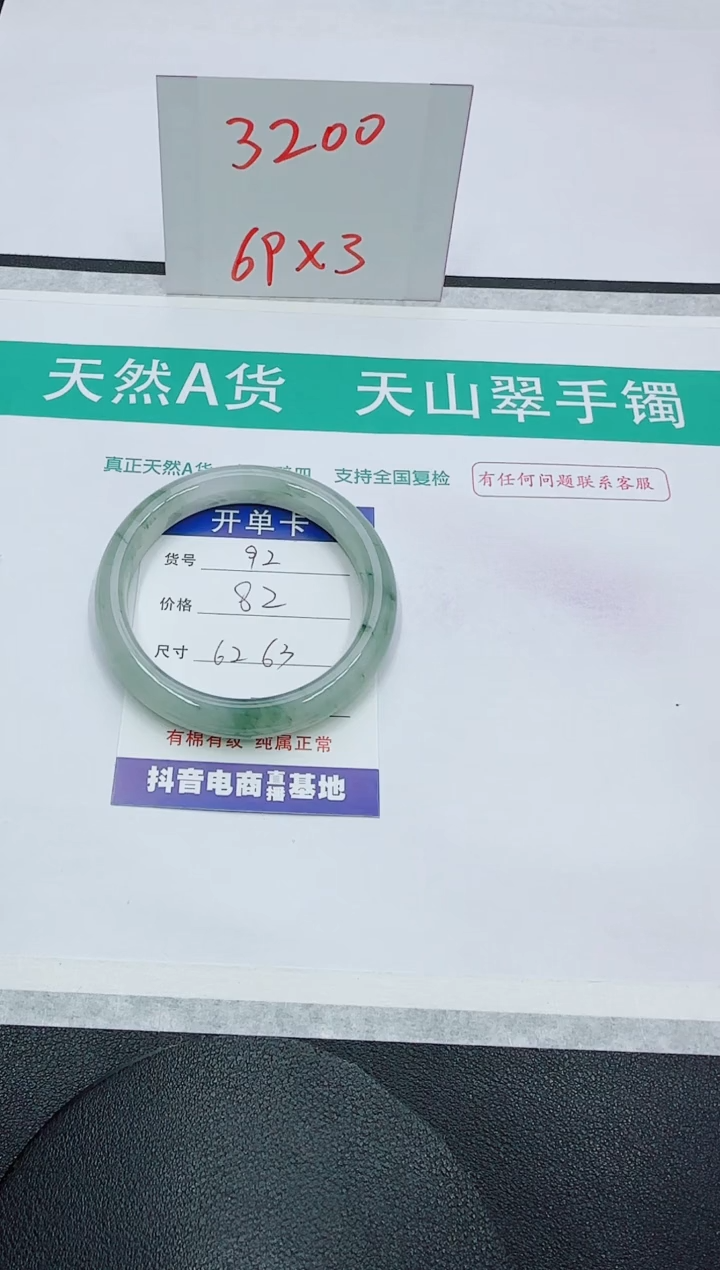 3200
6PX3
天然A货 天山翠手镯
真正天然A货 支持全国复检
有任何问题联系客服
开单卡
货号 92
价格 82
尺寸 62 63
有棉有纹 纯属正常
抖音电商直播基地